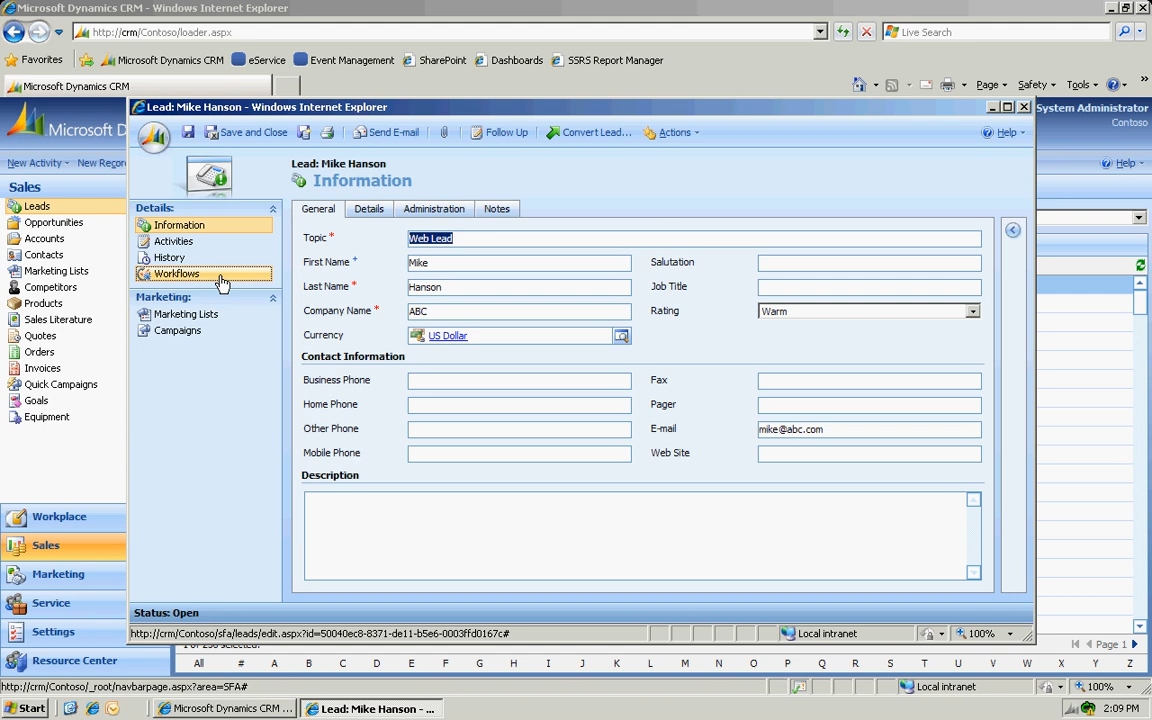 Microsoft Dynamics CRM - Windows Internet Explorer
http://crm/Contoso/loader.aspx
Live Search
Favorites
Microsoft Dynamics CRM
eService
Event Management
SharePoint
Dashboards
SSRS Report Manager
Microsoft Dynamics CRM
Page
Safety
Tools
Lead: Mike Hanson - Windows Internet Explorer
System Administrator
Contoso
Microsoft D
Save and Close
Send E-mail
Follow Up
Convert Lead...
Actions
Help
New Activity
New Recor
Help
Lead: Mike Hanson
Information
Sales
Leads
Opportunities
Accounts
Contacts
Marketing Lists
Competitors
Products
Sales Literature
Quotes
Orders
Invoices
Quick Campaigns
Goals
Equipment
Details:
Information
Activities
History
Workflows
Marketing:
Marketing Lists
Campaigns
General
Details
Administration
Notes
Topic *
Web Lead
First Name +
Mike
Salutation
Last Name *
Hanson
Job Title
Company Name *
ABC
Rating
Warm
Currency
US Dollar
Contact Information
Business Phone
Fax
Home Phone
Pager
Other Phone
E-mail
mike@abc.com
Mobile Phone
Web Site
Description
Workplace
Sales
Marketing
Service
Settings
Resource Center
Status: Open
http://crm/Contoso/sfa/leads/edit.aspx?id=50040ec8-8371-de11-b5e6-0003ffd0167c#
Local intranet
100%
Page 1
All # A B C D E F G H I J K L M N O P Q R S T U V W X Y Z
http://crm/Contoso/_root/navbarpage.aspx?area=SFA#
Local intranet
100%
Start
Microsoft Dynamics CRM ...
Lead: Mike Hanson - ...
2:09 PM